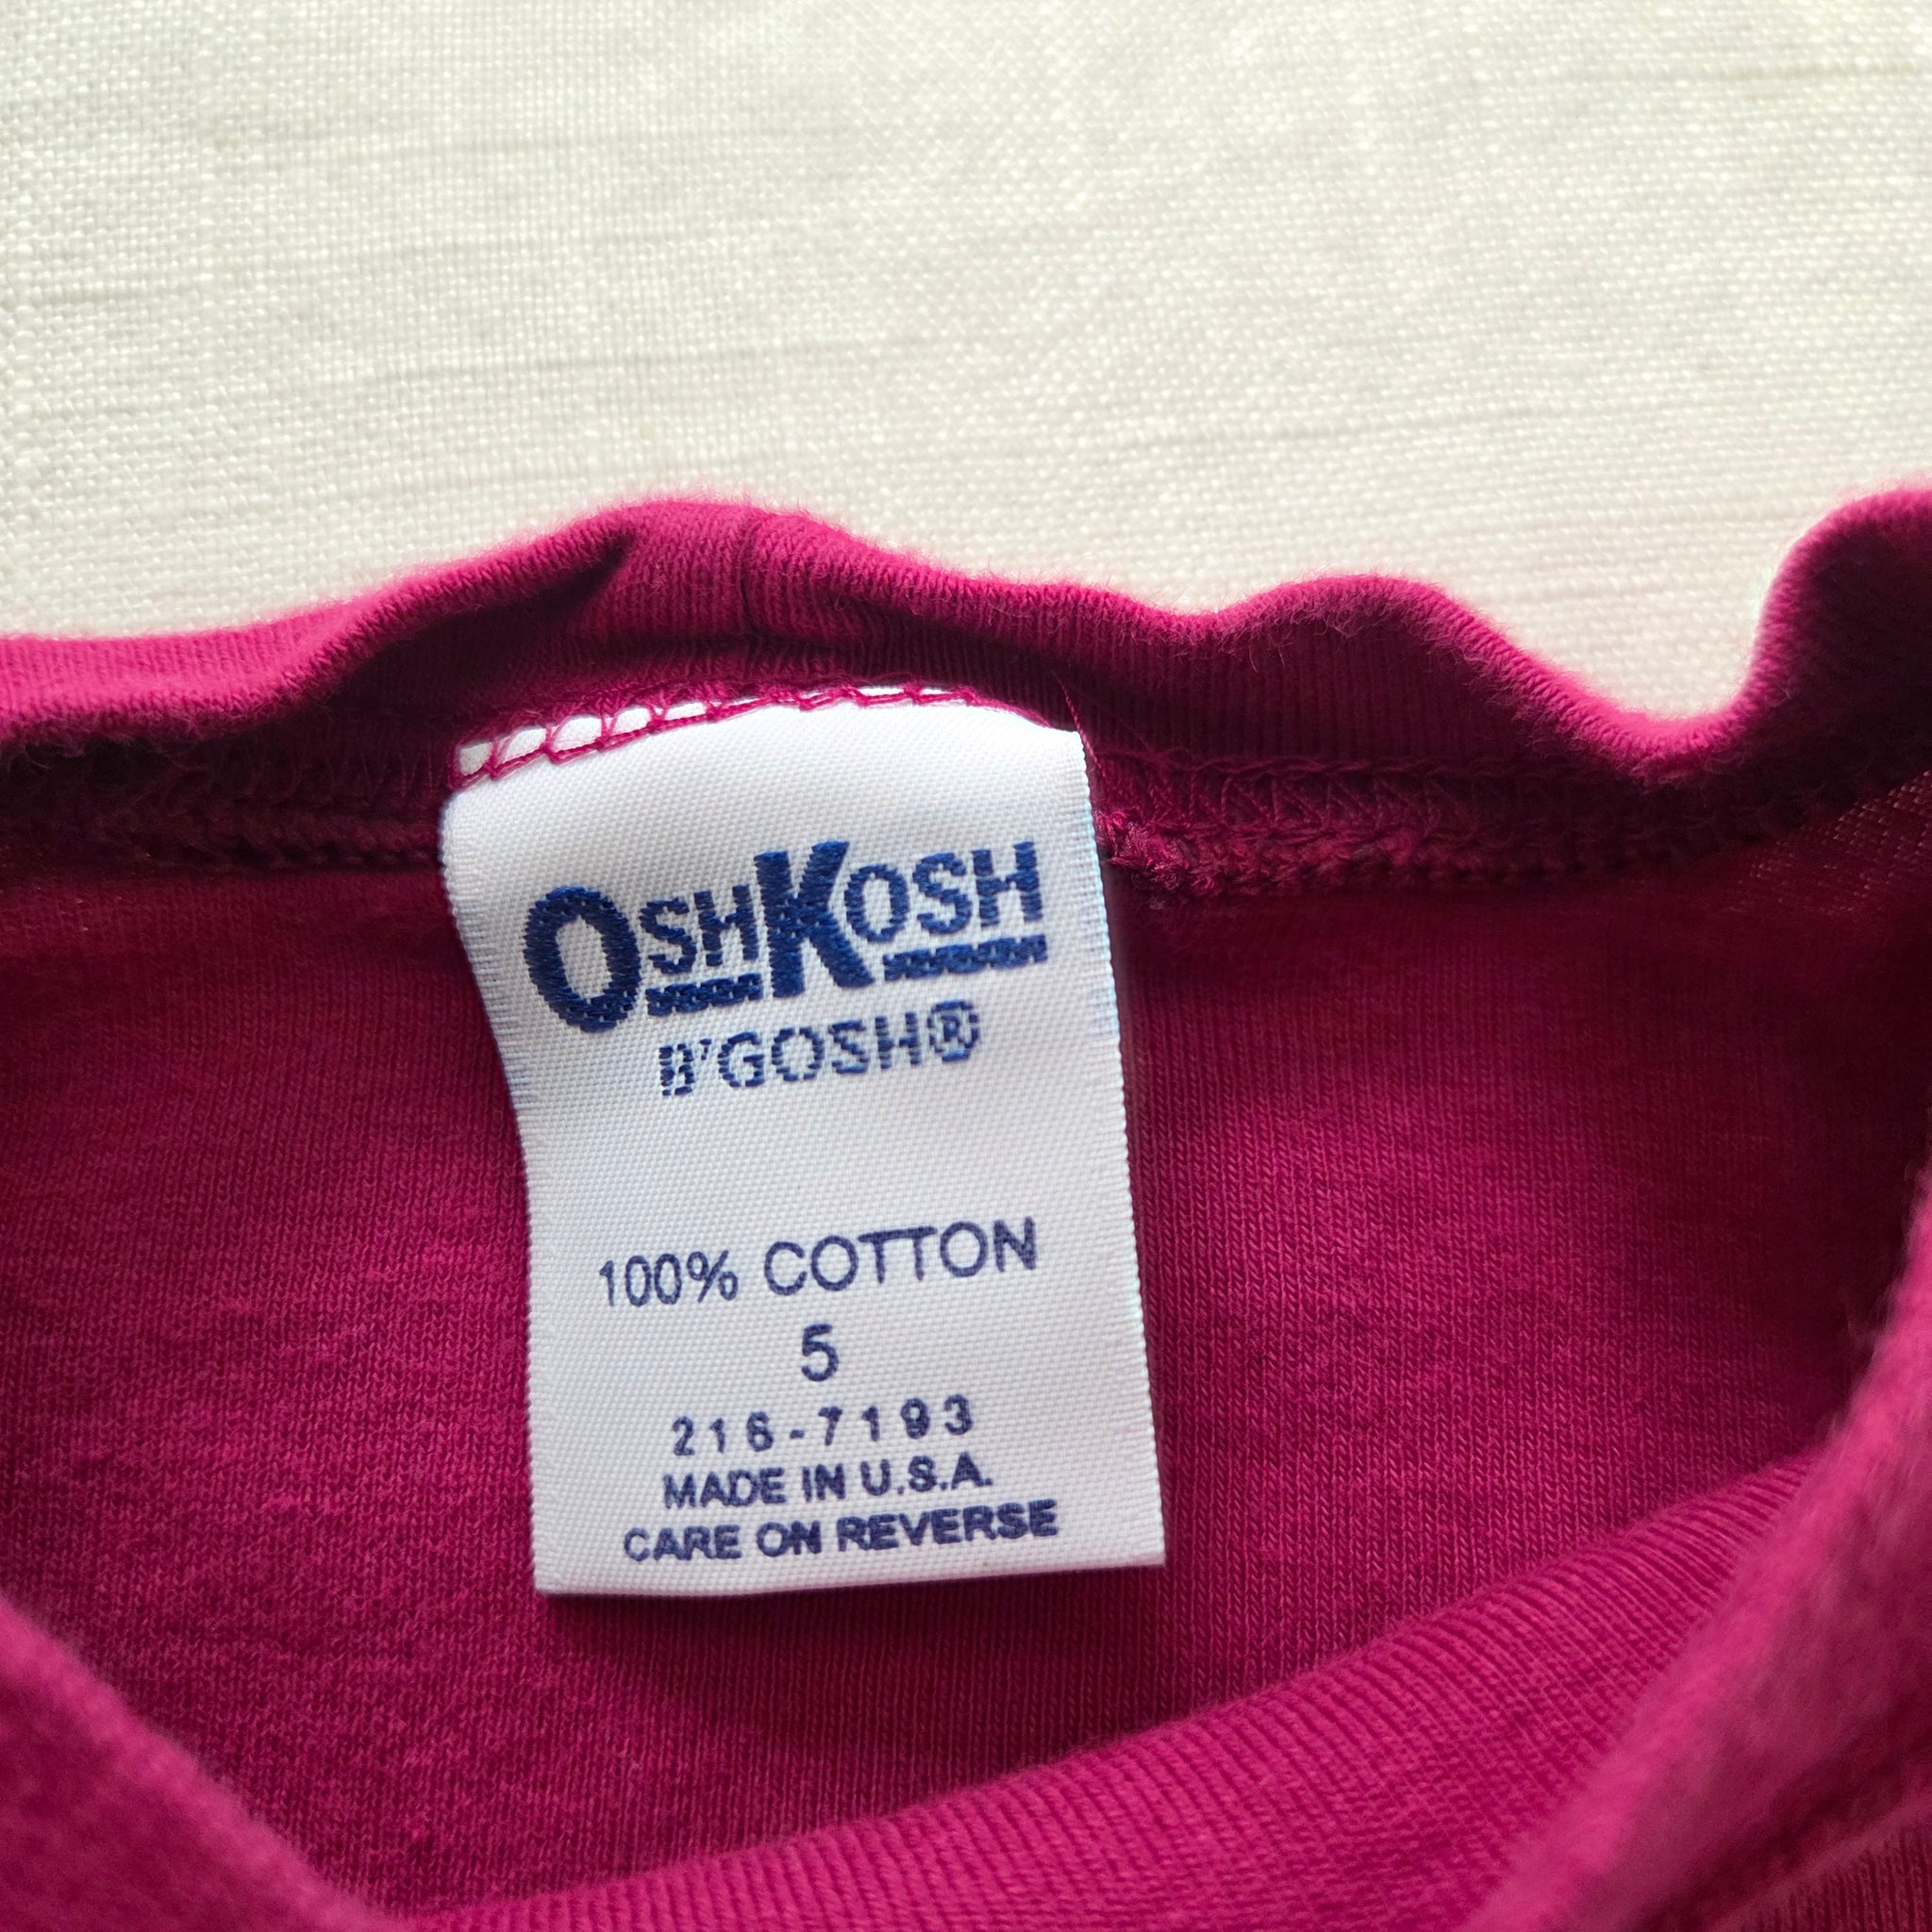 OSHKOSH
B'GOSH®
100% COTTON
5
216-7193
MADE IN U.S.A.
CARE ON REVERSE